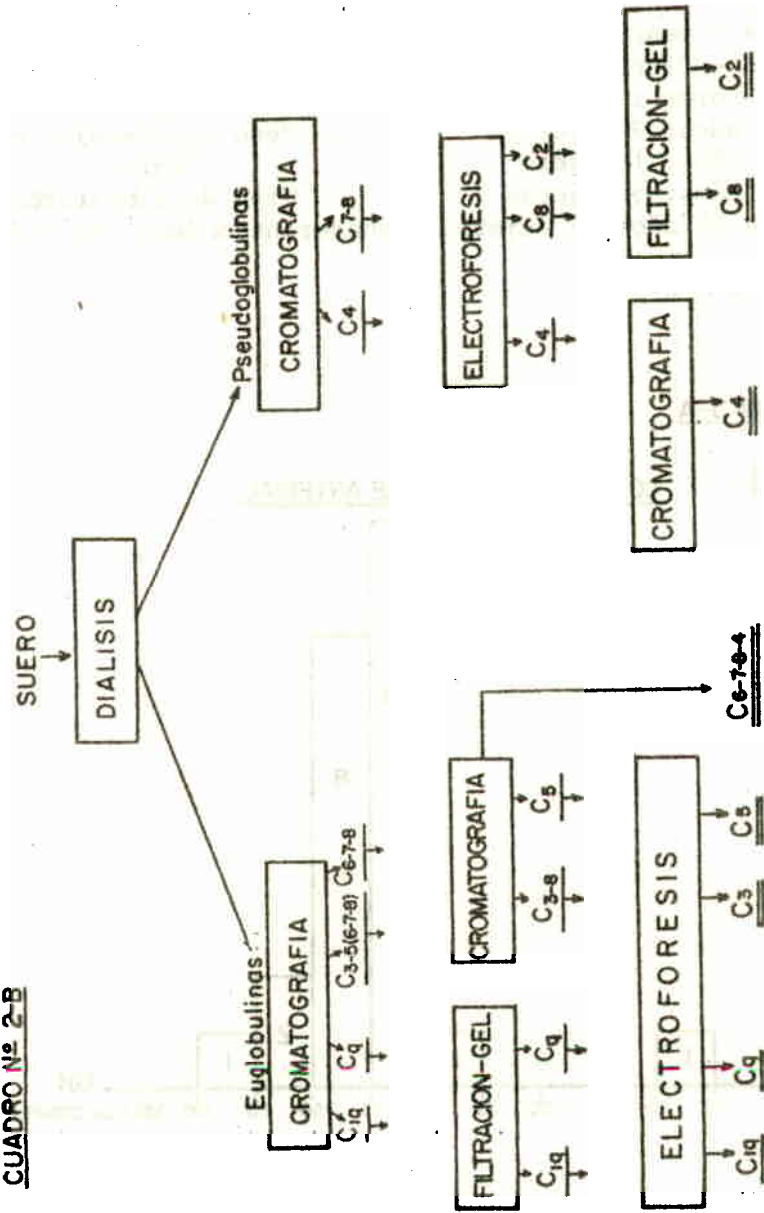 CUADRO Nº 2-B
SUERO
DIALISIS
Euglobulinas
Pseudoglobulinas
CROMATOGRAFIA
CROMATOGRAFIA
C1q Cq C3-5(6-7-8) C6-7-8
C4 C7-8
FILTRACION-GEL
CROMATOGRAFIA
ELECTROFORESIS
C1q Cq
C3-8 C5
C4 C8 C2
ELECTROFORESIS
C6-7-8-4
CROMATOGRAFIA
FILTRACION-GEL
C1q Cq C3 C5
C4
C8 C2